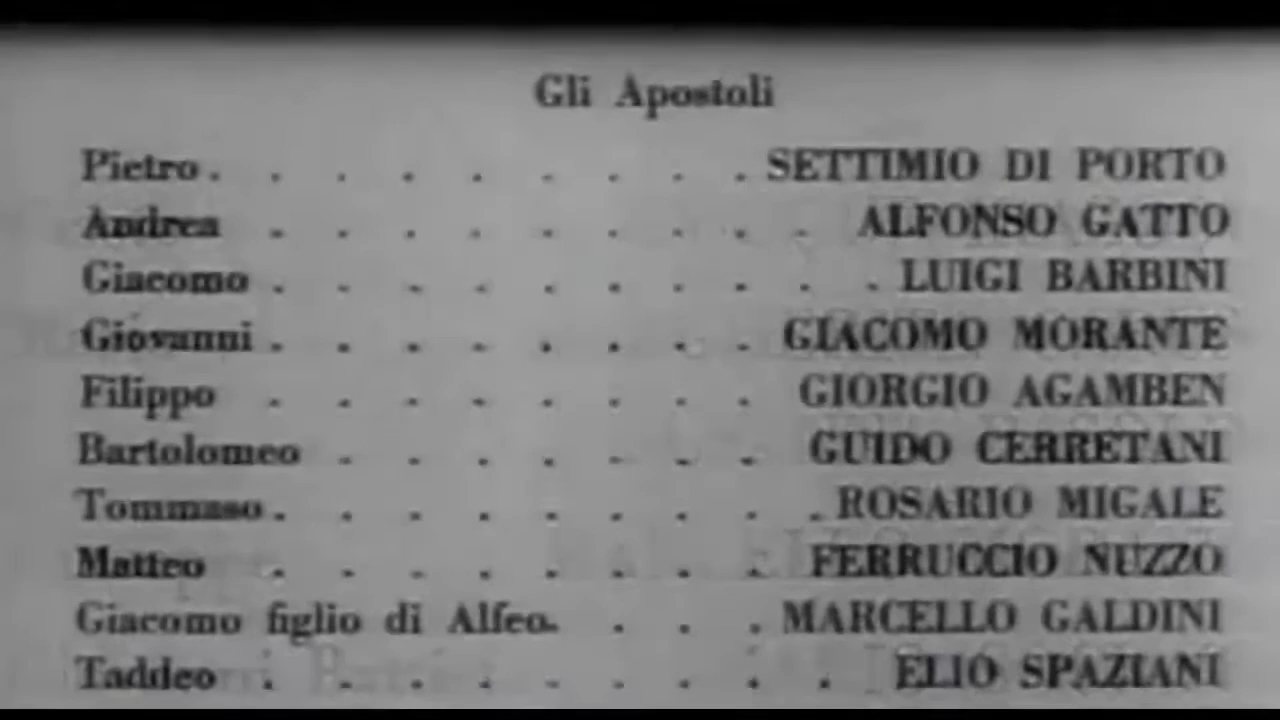 Gli Apostoli
Pietro . . . . . . . . . SETTIMIO DI PORTO
Andrea . . . . . . . . . ALFONSO GATTO
Giacomo . . . . . . . . . . LUIGI BARBINI
Giovanni . . . . . . . . GIACOMO MORANTE
Filippo . . . . . . . . GIORGIO AGAMBEN
Bartolomeo . . . . . . . GUIDO CERRETANI
Tommaso . . . . . . . . . ROSARIO MIGALE
Matteo . . . . . . . . FERRUCCIO NUZZO
Giacomo figlio di Alfeo . . . . MARCELLO GALDINI
Taddeo . . . . . . . . . ELIO SPAZIANI